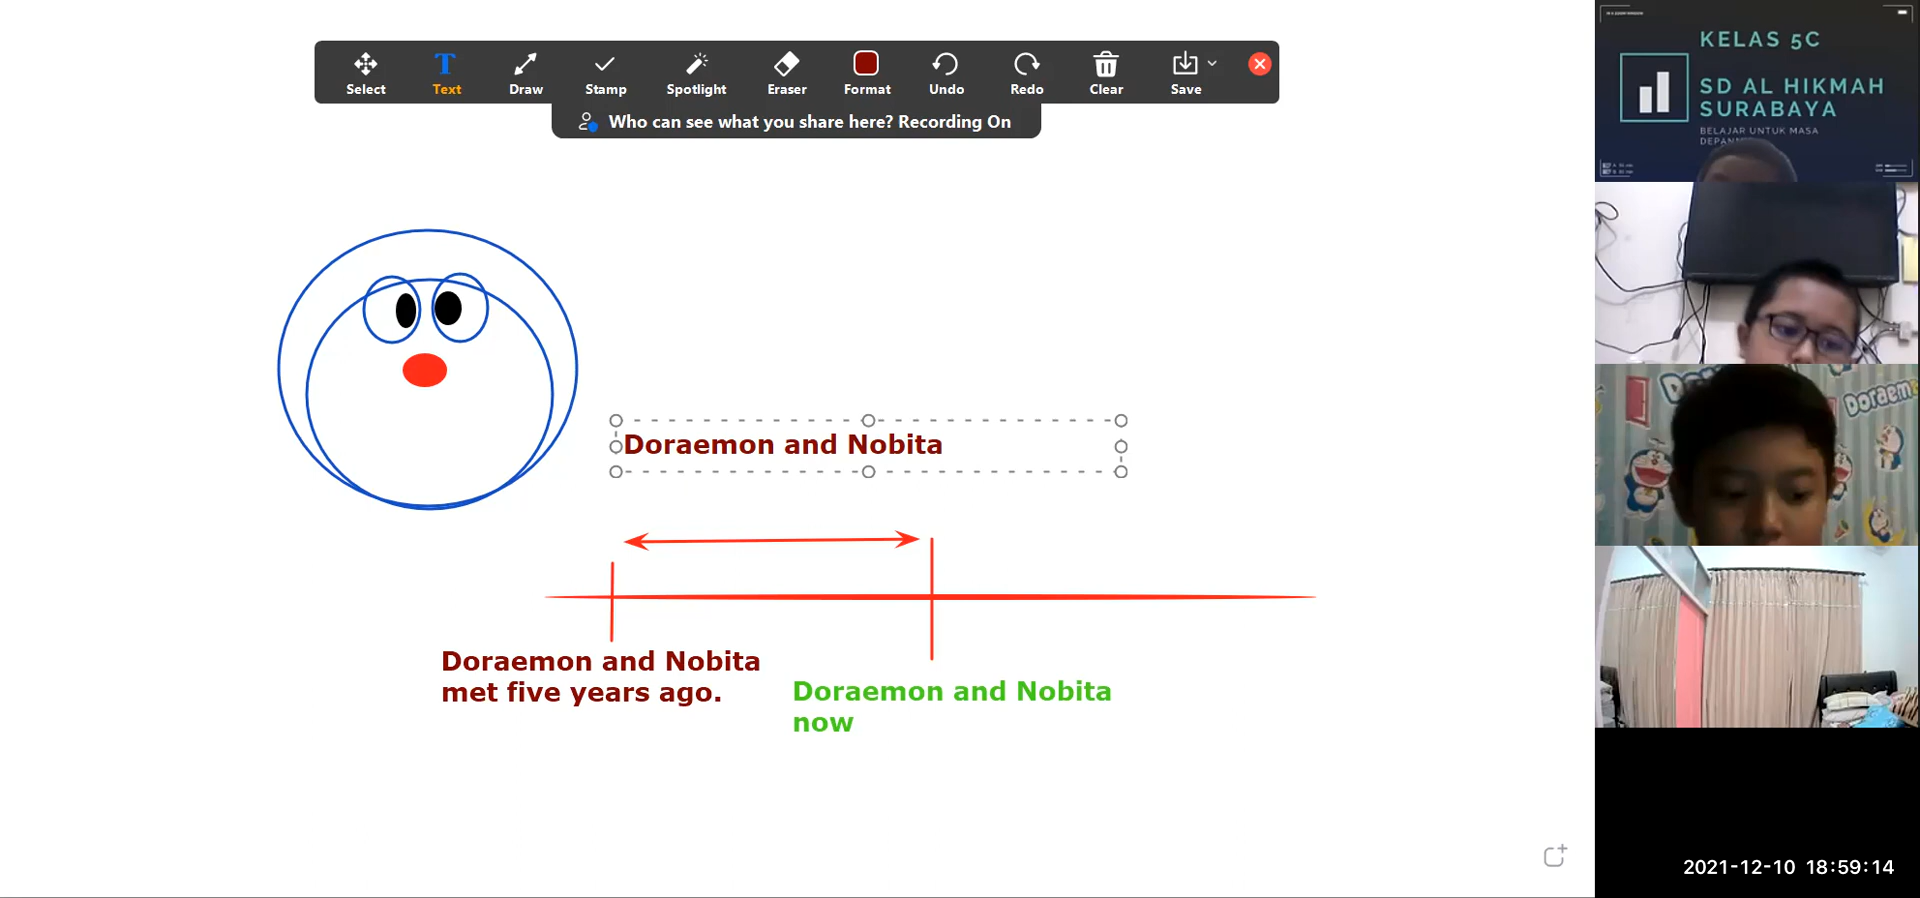 Select
Text
Draw
Stamp
Spotlight
Eraser
Format
Undo
Redo
Clear
Save
Who can see what you share here? Recording On
Doraemon and Nobita
Doraemon and Nobita
met five years ago.
Doraemon and Nobita
now
KELAS 5C
SD AL HIKMAH
SURABAYA
BELAJAR UNTUK MASA
Doraem
2021-12-10 18:59:14